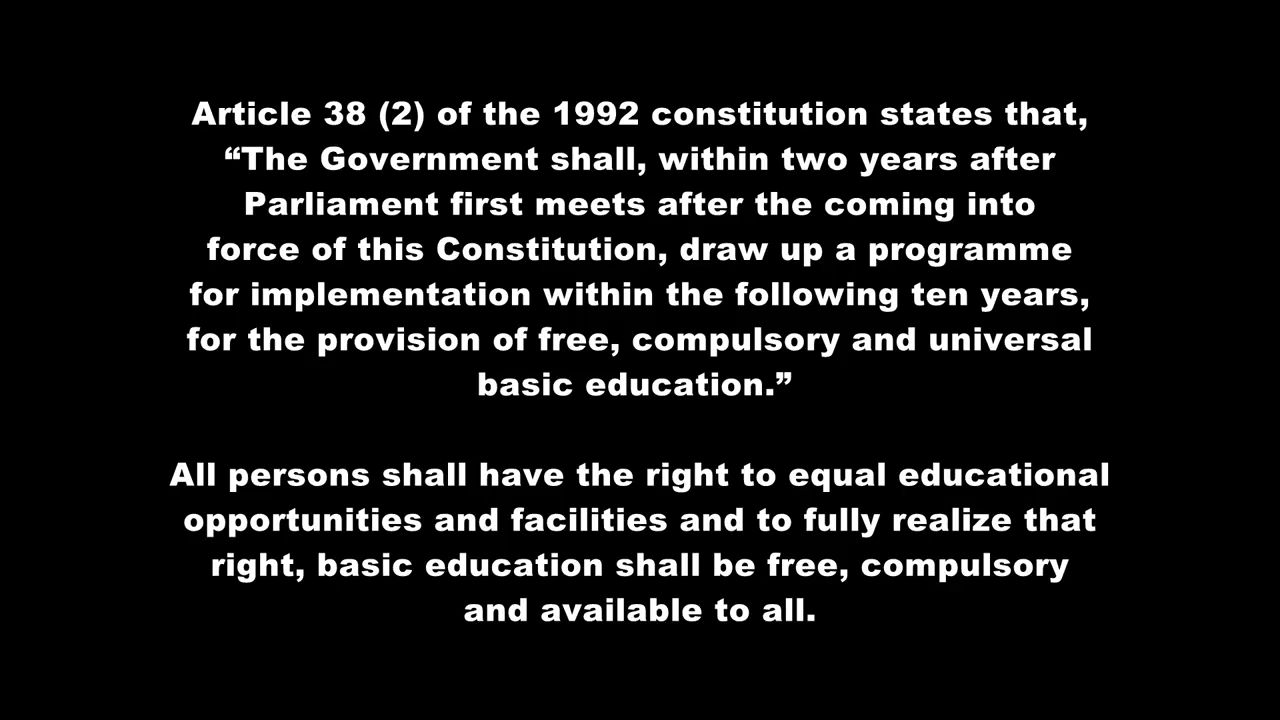 Article 38 (2) of the 1992 constitution states that,
“The Government shall, within two years after
Parliament first meets after the coming into
force of this Constitution, draw up a programme
for implementation within the following ten years,
for the provision of free, compulsory and universal
basic education.”
All persons shall have the right to equal educational
opportunities and facilities and to fully realize that
right, basic education shall be free, compulsory
and available to all.